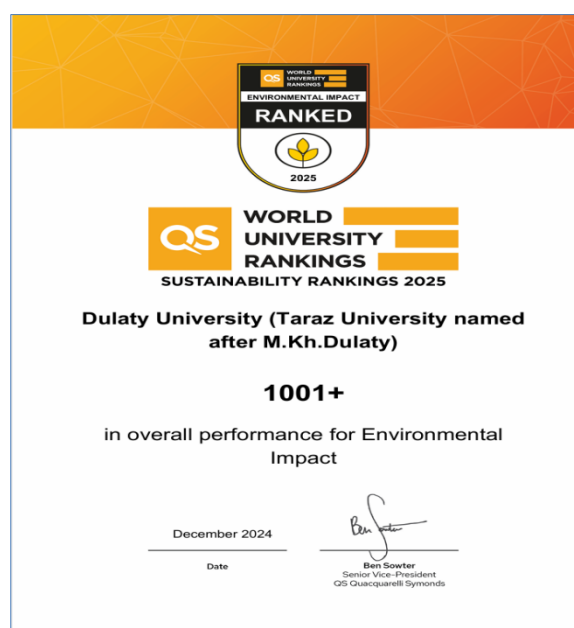 QS WORLD
UNIVERSITY
RANKINGS
ENVIRONMENTAL IMPACT
RANKED
2025
QS WORLD
UNIVERSITY
RANKINGS
SUSTAINABILITY RANKINGS 2025
Dulaty University (Taraz University named
after M.Kh.Dulaty)
1001+
in overall performance for Environmental
Impact
Ben Sowter
December 2024
Date
Ben Sowter
Senior Vice-President
QS Quacquarelli Symonds